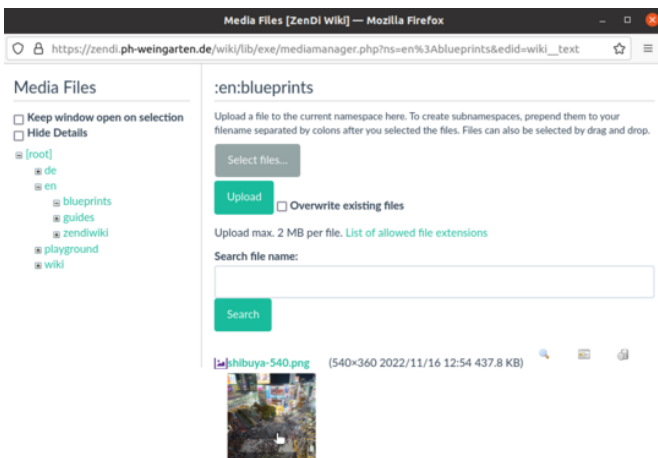 Media Files [ZenDi Wiki] — Mozilla Firefox
https://zendi.ph-weingarten.de/wiki/lib/exe/mediamanager.php?ns=en%3Ablueprints&edid=wiki__text
Media Files
Keep window open on selection
Hide Details
[root]
de
en
blueprints
guides
zendiwiki
playground
wiki
:en:blueprints
Upload a file to the current namespace here. To create subnamespaces, prepend them to your
filename separated by colons after you selected the files. Files can also be selected by drag and drop.
Select files...
Upload
Overwrite existing files
Upload max. 2 MB per file. List of allowed file extensions
Search file name:
Search
shibuya-540.png (540×360 2022/11/16 12:54 437.8 KB)